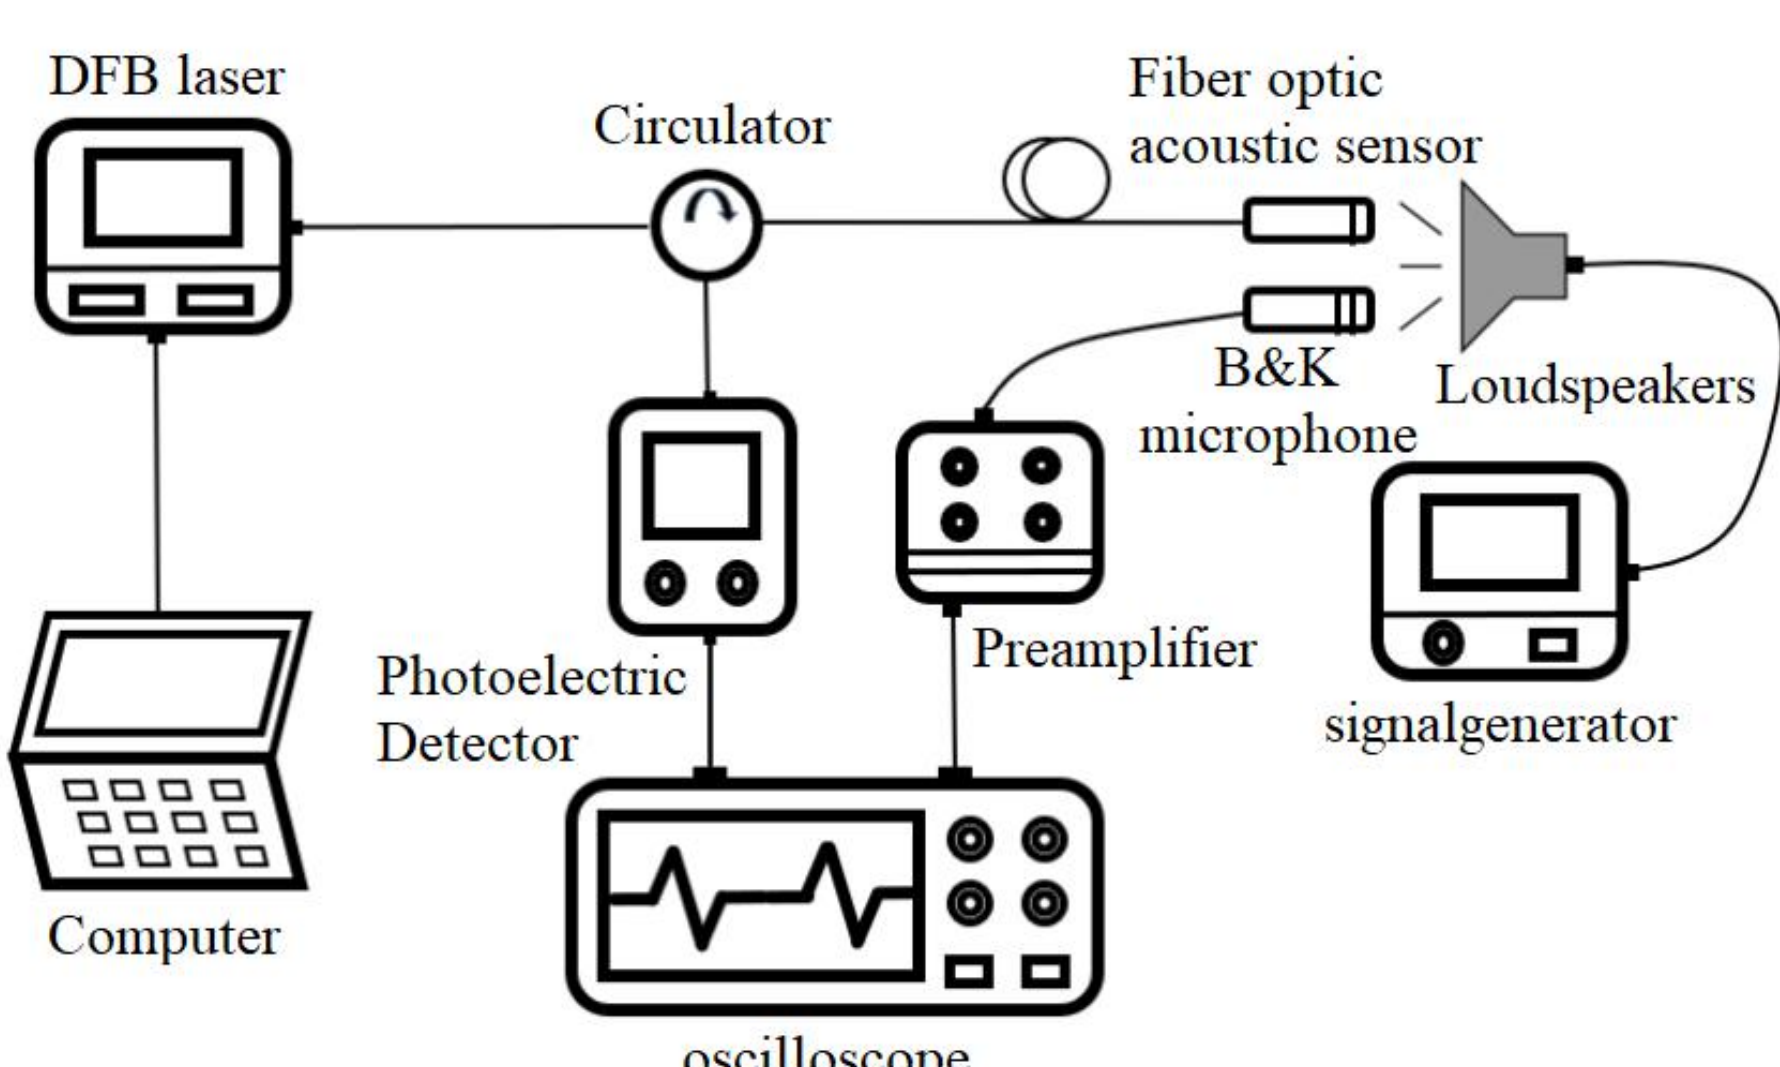 DFB laser
Circulator
Fiber optic
acoustic sensor
B&K
microphone
Loudspeakers
Photoelectric
Detector
Preamplifier
signalgenerator
Computer
oscilloscope